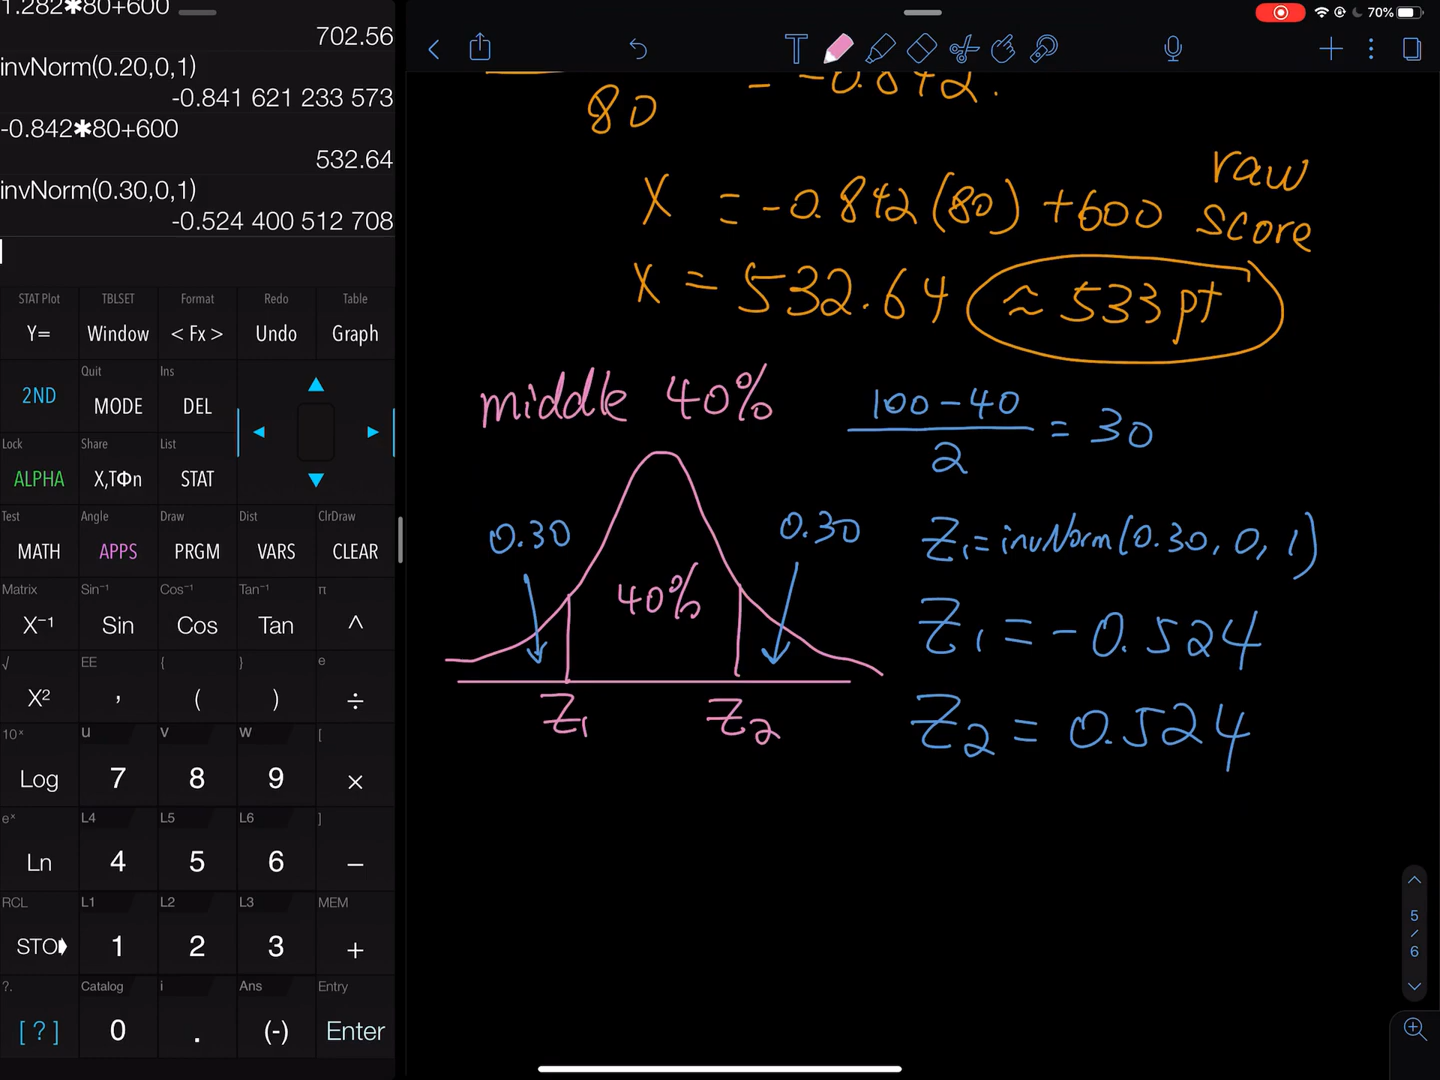 1.282✱80+600
702.56
invNorm(0.20,0,1)
-0.841 621 233 573
-0.842✱80+600
532.64
invNorm(0.30,0,1)
-0.524 400 512 708
STAT Plot TBLSET Format Redo Table
Y= Window < Fx > Undo Graph
Quit Ins
2ND MODE DEL
Lock Share List
ALPHA X,TΦn STAT
Test Angle Draw Dist ClrDraw
MATH APPS PRGM VARS CLEAR
Matrix Sin⁻¹ Cos⁻¹ Tan⁻¹ π
X⁻¹ Sin Cos Tan ^
√ EE { } e
X² , ( ) ÷
10ˣ u V W [
Log 7 8 9 ×
eˣ L4 L5 L6 ]
Ln 4 5 6 −
RCL L1 L2 L3 MEM
STO 1 2 3 +
?. Catalog i Ans Entry
[ ? ] 0 . (-) Enter
70%
T
80 = -0.842.
X = -0.842(80) +600
raw score
X = 532.64 ≈ 533 pt
middle 40%
100-40
2
= 30
0.30 0.30
40%
Z₁ Z₂
Z₁ = invNorm(0.30, 0, 1)
Z₁ = -0.524
Z₂ = 0.524
5
/
6